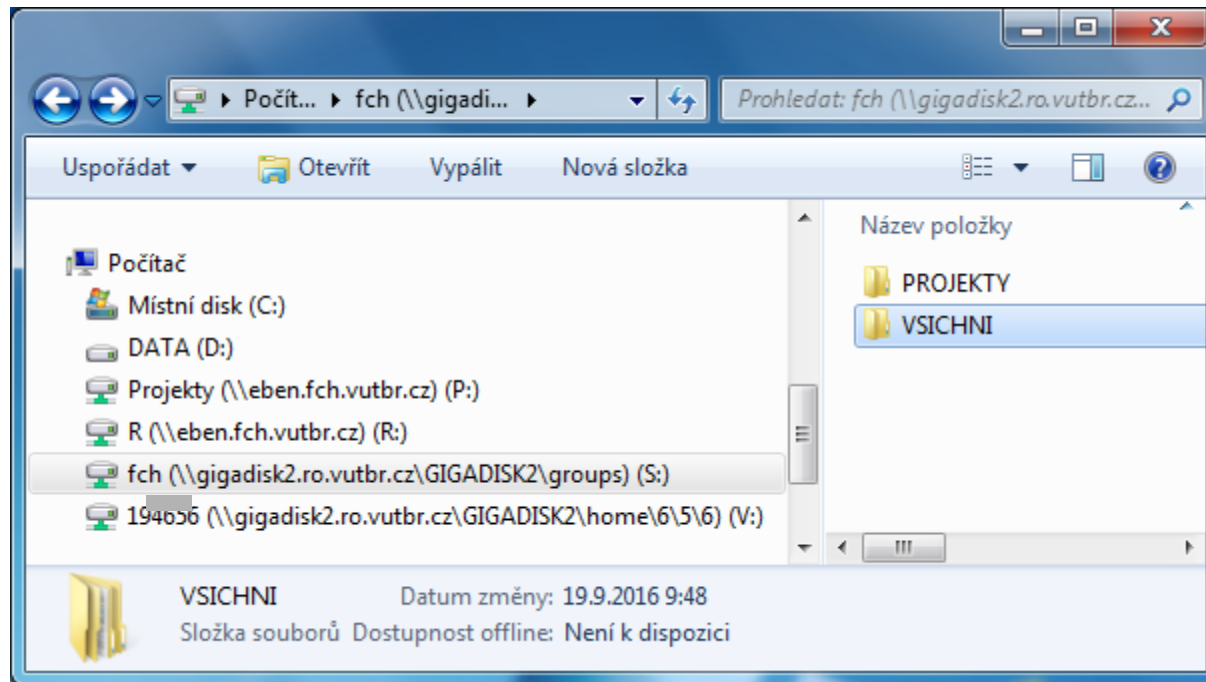 Počít... fch (\\gigadi... Prohledat: fch (\\gigadisk2.ro.vutbr.cz...
Uspořádat Otevřít Vypálit Nová složka
Počítač
Místní disk (C:)
DATA (D:)
Projekty (\\eben.fch.vutbr.cz) (P:)
R (\\eben.fch.vutbr.cz) (R:)
fch (\\gigadisk2.ro.vutbr.cz\GIGADISK2\groups) (S:)
(\\gigadisk2.ro.vutbr.cz\GIGADISK2\home\6\5\6) (V:)
Název položky
PROJEKTY
VSICHNI
VSICHNI Datum změny: 19.9.2016 9:48
Složka souborů Dostupnost offline: Není k dispozici